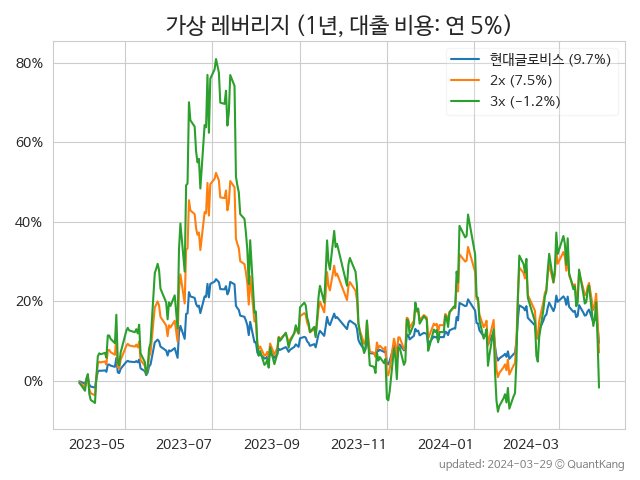 가상 레버리지 (1년, 대출 비용: 연 5%)
현대글로비스 (9.7%)
2x (7.5%)
3x (−1.2%)
80%
60%
40%
20%
0%
2023-05 2023-07 2023-09 2023-11 2024-01 2024-03
updated: 2024-03-29 © QuantKang